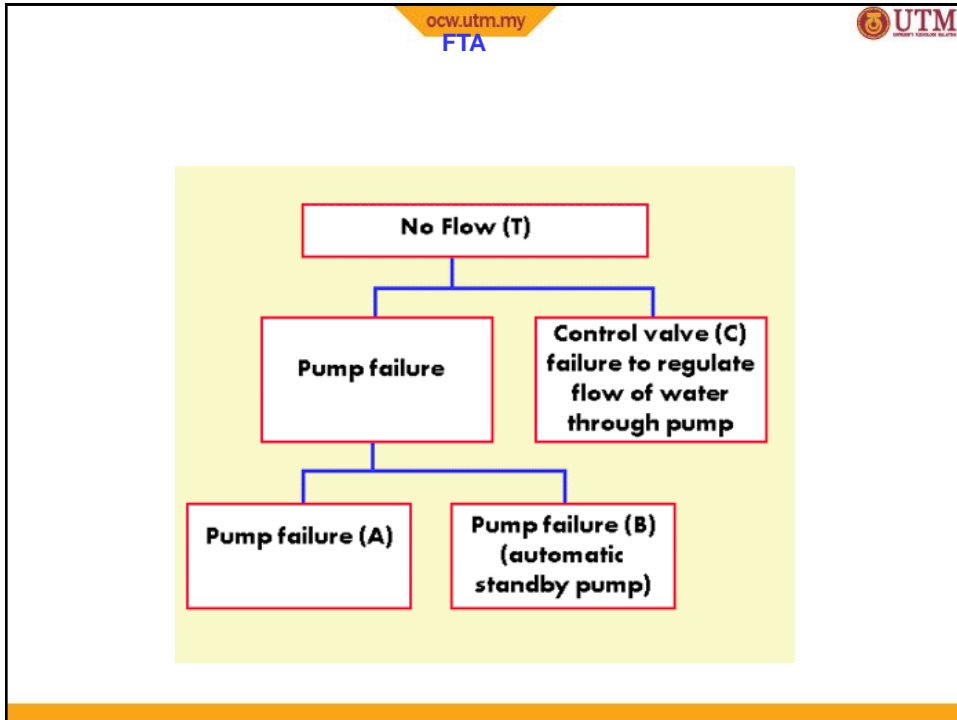 ocw.utm.my
UTM
FTA
No Flow (T)
Pump failure
Control valve (C)
failure to regulate
flow of water
through pump
Pump failure (A)
Pump failure (B)
(automatic
standby pump)